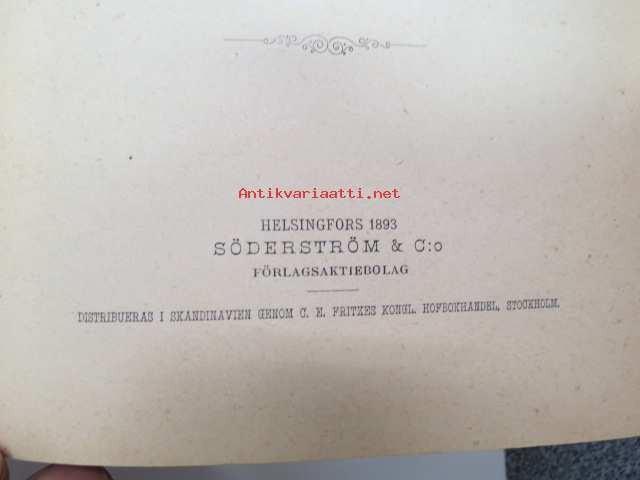 Antikvariaatti.net
HELSINGFORS 1893
SÖDERSTRÖM & C:o
FÖRLAGSAKTIEBOLAG
DISTRIBUERAS I SKANDINAVIEN GENOM C. E. FRITZES KONGL. HOFBOKHANDEL, STOCKHOLM.